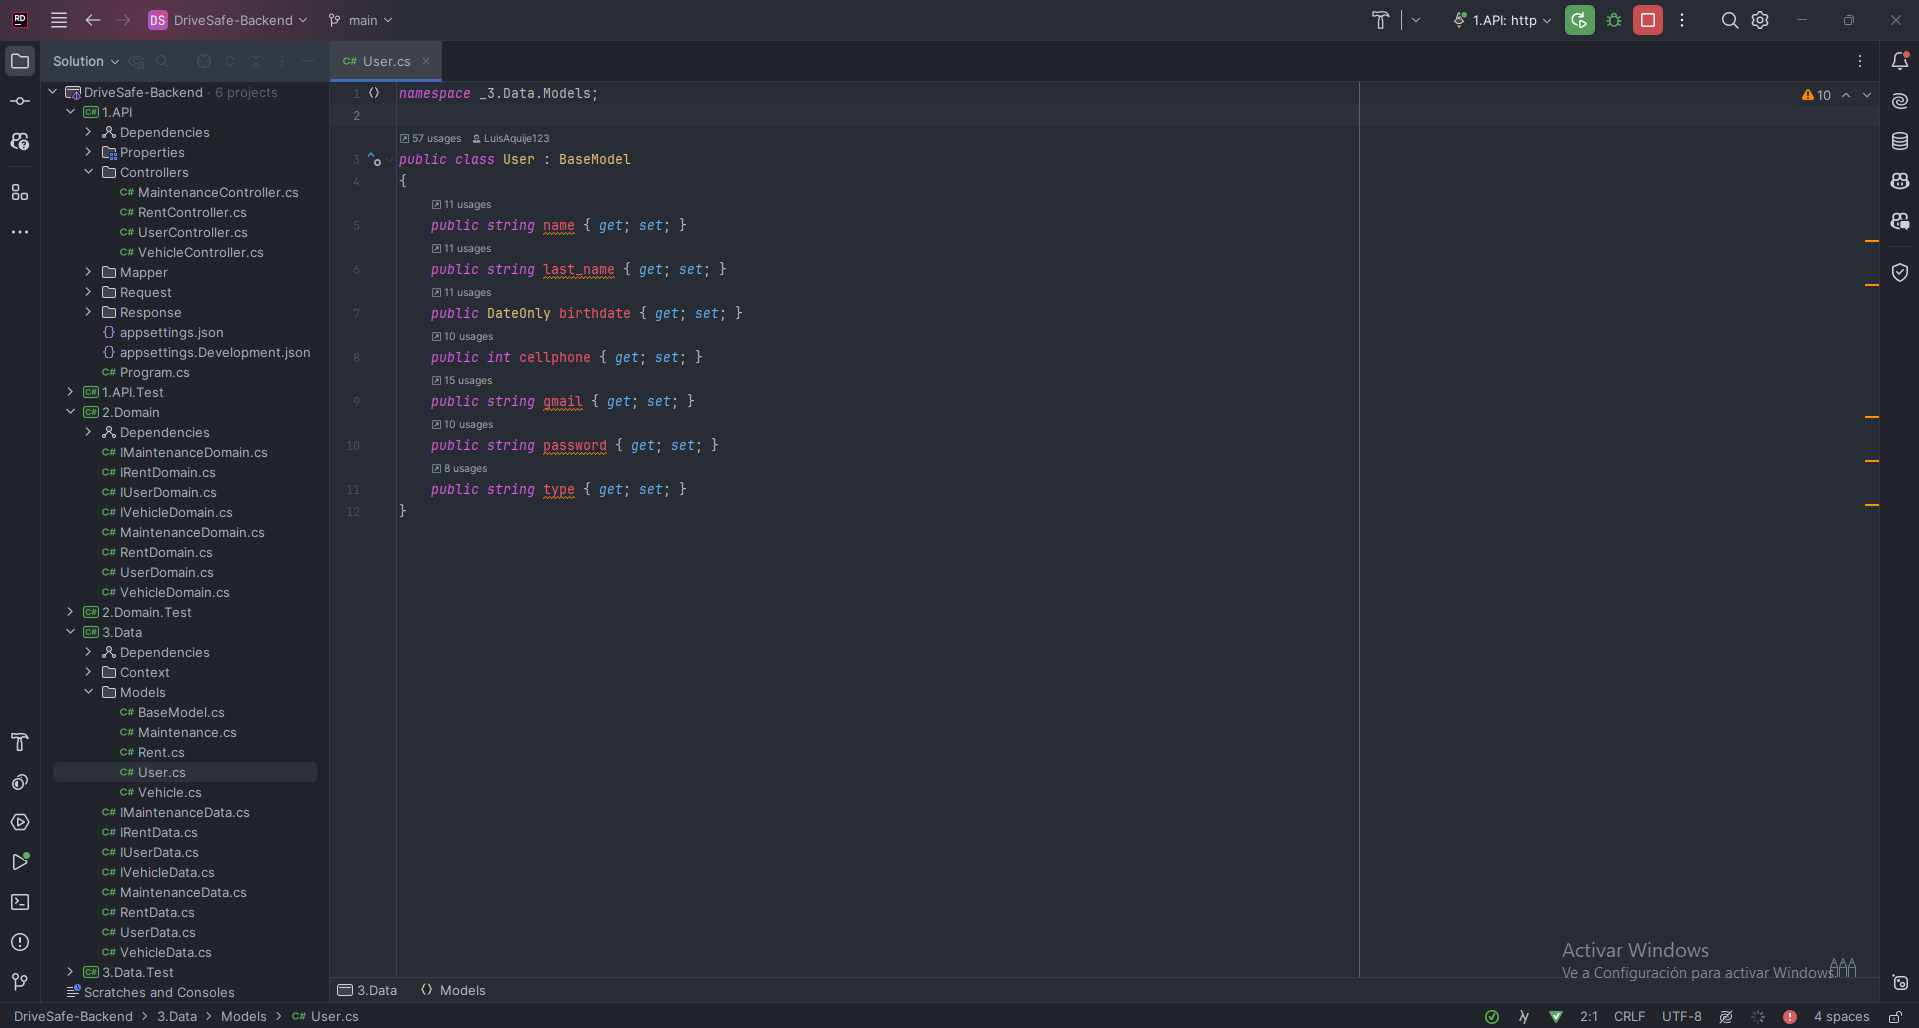 RD DS DriveSafe-Backend main 1.API: http
Solution User.cs
DriveSafe-Backend · 6 projects
C# 1.API
Dependencies
Properties
Controllers
C# MaintenanceController.cs
C# RentController.cs
C# UserController.cs
C# VehicleController.cs
Mapper
Request
Response
{} appsettings.json
{} appsettings.Development.json
C# Program.cs
C# 1.API.Test
C# 2.Domain
Dependencies
C# IMaintenanceDomain.cs
C# IRentDomain.cs
C# IUserDomain.cs
C# IVehicleDomain.cs
C# MaintenanceDomain.cs
C# RentDomain.cs
C# UserDomain.cs
C# VehicleDomain.cs
C# 2.Domain.Test
C# 3.Data
Dependencies
Context
Models
C# BaseModel.cs
C# Maintenance.cs
C# Rent.cs
C# User.cs
C# Vehicle.cs
C# IMaintenanceData.cs
C# IRentData.cs
C# IUserData.cs
C# IVehicleData.cs
C# MaintenanceData.cs
C# RentData.cs
C# UserData.cs
C# VehicleData.cs
C# 3.Data.Test
Scratches and Consoles
C# User.cs
1 namespace _3.Data.Models;
10
2
57 usages LuisAquije123
3 public class User : BaseModel
4 {
11 usages
5 public string name { get; set; }
11 usages
6 public string last_name { get; set; }
11 usages
7 public DateOnly birthdate { get; set; }
10 usages
8 public int cellphone { get; set; }
15 usages
9 public string gmail { get; set; }
10 usages
10 public string password { get; set; }
8 usages
11 public string type { get; set; }
12 }
Activar Windows
Ve a Configuración para activar Windows.
3.Data Models
DriveSafe-Backend > 3.Data > Models > C# User.cs 2:1 CRLF UTF-8 4 spaces